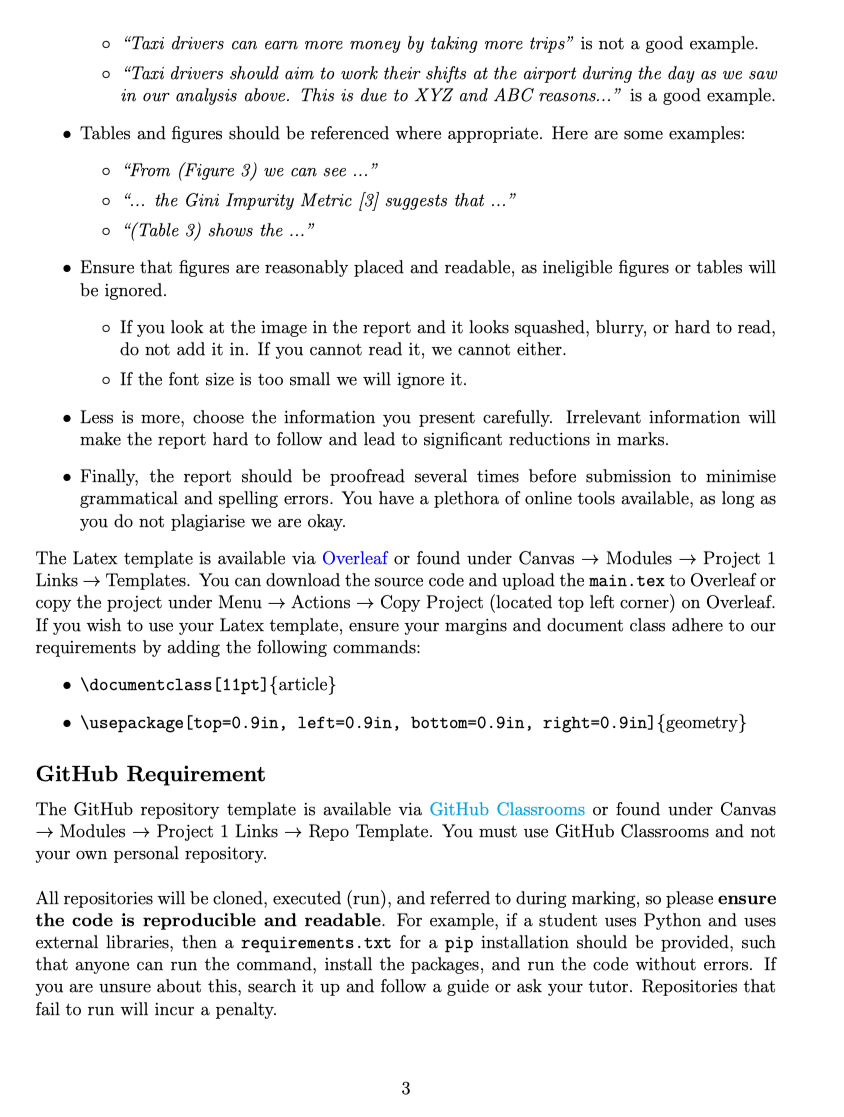 ○ “Taxi drivers can earn more money by taking more trips” is not a good example.
○ “Taxi drivers should aim to work their shifts at the airport during the day as we saw
in our analysis above. This is due to XYZ and ABC reasons...” is a good example.
• Tables and figures should be referenced where appropriate. Here are some examples:
○ “From (Figure 3) we can see ...”
○ “... the Gini Impurity Metric [3] suggests that ...”
○ “(Table 3) shows the ...”
• Ensure that figures are reasonably placed and readable, as ineligible figures or tables will
be ignored.
○ If you look at the image in the report and it looks squashed, blurry, or hard to read,
do not add it in. If you cannot read it, we cannot either.
○ If the font size is too small we will ignore it.
• Less is more, choose the information you present carefully. Irrelevant information will
make the report hard to follow and lead to significant reductions in marks.
• Finally, the report should be proofread several times before submission to minimise
grammatical and spelling errors. You have a plethora of online tools available, as long as
you do not plagiarise we are okay.
The Latex template is available via Overleaf or found under Canvas → Modules → Project 1
Links → Templates. You can download the source code and upload the main.tex to Overleaf or
copy the project under Menu → Actions → Copy Project (located top left corner) on Overleaf.
If you wish to use your Latex template, ensure your margins and document class adhere to our
requirements by adding the following commands:
• \documentclass[11pt]{article}
• \usepackage[top=0.9in, left=0.9in, bottom=0.9in, right=0.9in]{geometry}
GitHub Requirement
The GitHub repository template is available via GitHub Classrooms or found under Canvas
→ Modules → Project 1 Links → Repo Template. You must use GitHub Classrooms and not
your own personal repository.
All repositories will be cloned, executed (run), and referred to during marking, so please ensure
the code is reproducible and readable. For example, if a student uses Python and uses
external libraries, then a requirements.txt for a pip installation should be provided, such
that anyone can run the command, install the packages, and run the code without errors. If
you are unsure about this, search it up and follow a guide or ask your tutor. Repositories that
fail to run will incur a penalty.
3